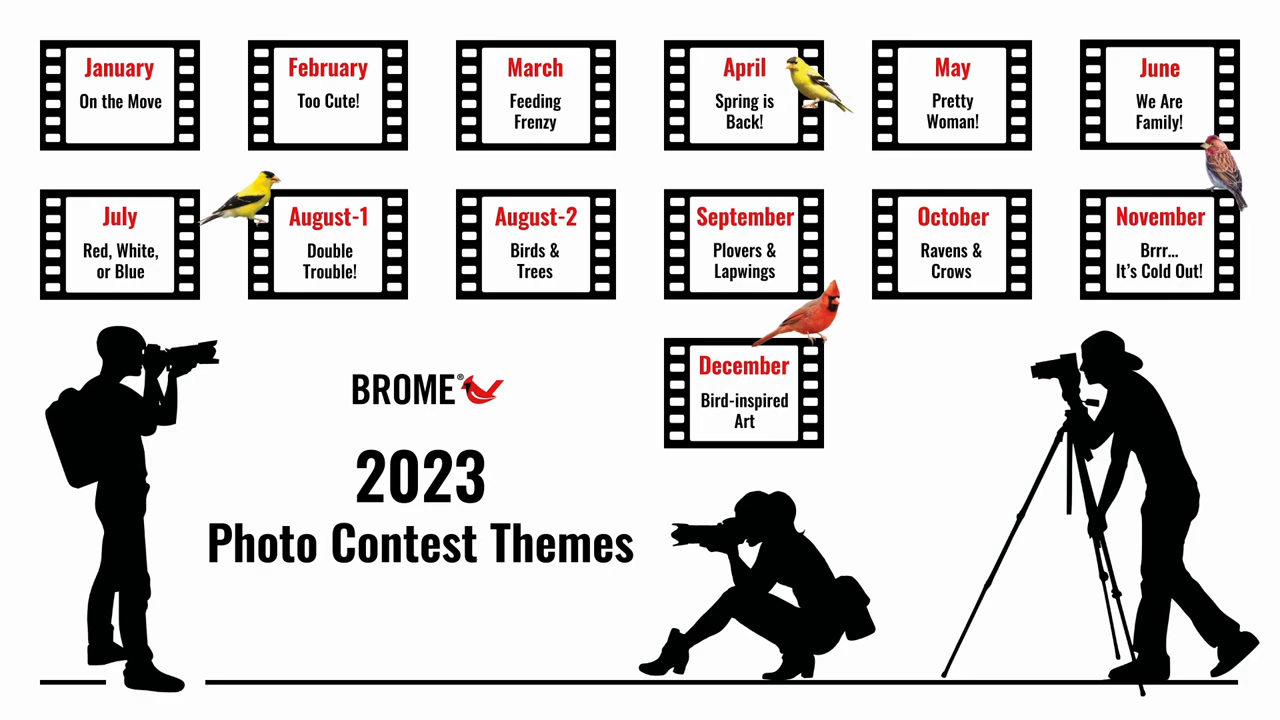 January
On the Move
February
Too Cute!
March
Feeding
Frenzy
April
Spring is
Back!
May
Pretty
Woman!
June
We Are
Family!
July
Red, White,
or Blue
August-1
Double
Trouble!
August-2
Birds &
Trees
September
Plovers &
Lapwings
October
Ravens &
Crows
November
Brrr...
It's Cold Out!
December
Bird-inspired
Art
BROME®
2023
Photo Contest Themes